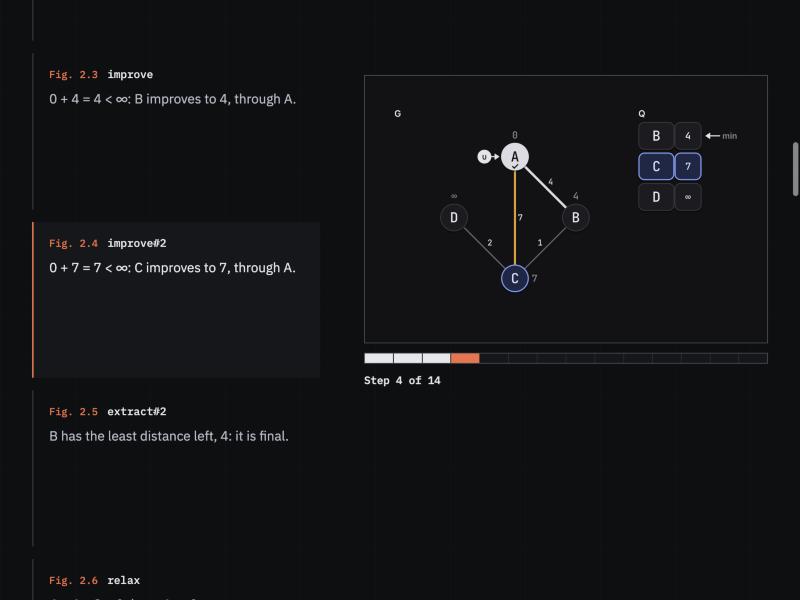 Fig. 2.3 improve
0 + 4 = 4 < ∞: B improves to 4, through A.
Fig. 2.4 improve#2
0 + 7 = 7 < ∞: C improves to 7, through A.
Fig. 2.5 extract#2
B has the least distance left, 4: it is final.
Fig. 2.6 relax
G
Q
B 4 min
C 7
D ∞
0
u A
4
∞ 4
D 7 B
2 1
C 7
Step 4 of 14